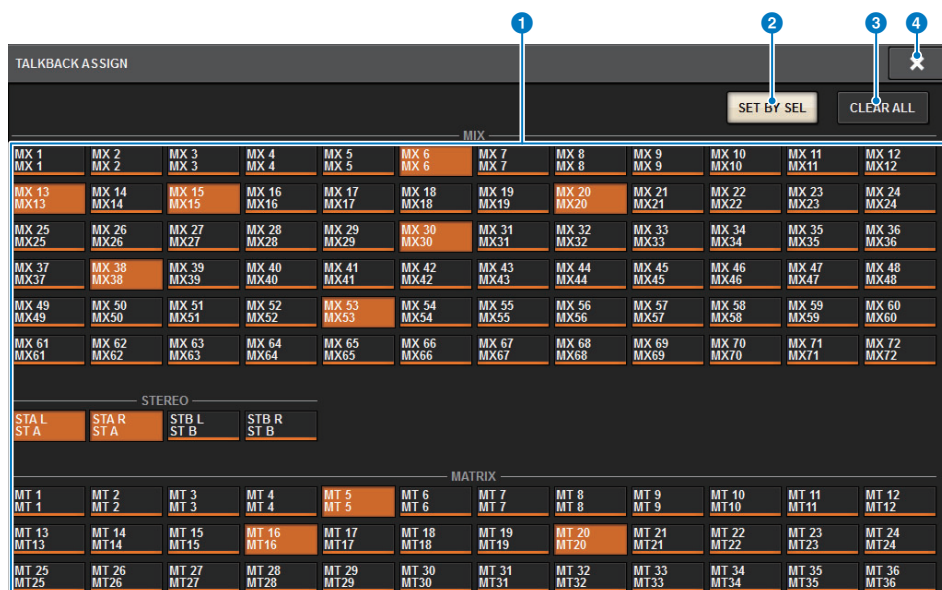 1 2 3 4
TALKBACK ASSIGN ×
SET BY SEL CLEAR ALL
MIX
MX 1 MX 2 MX 3 MX 4 MX 5 MX 6 MX 7 MX 8 MX 9 MX 10 MX 11 MX 12
MX 1 MX 2 MX 3 MX 4 MX 5 MX 6 MX 7 MX 8 MX 9 MX10 MX11 MX12
MX 13 MX 14 MX 15 MX 16 MX 17 MX 18 MX 19 MX 20 MX 21 MX 22 MX 23 MX 24
MX13 MX14 MX15 MX16 MX17 MX18 MX19 MX20 MX21 MX22 MX23 MX24
MX 25 MX 26 MX 27 MX 28 MX 29 MX 30 MX 31 MX 32 MX 33 MX 34 MX 35 MX 36
MX25 MX26 MX27 MX28 MX29 MX30 MX31 MX32 MX33 MX34 MX35 MX36
MX 37 MX 38 MX 39 MX 40 MX 41 MX 42 MX 43 MX 44 MX 45 MX 46 MX 47 MX 48
MX37 MX38 MX39 MX40 MX41 MX42 MX43 MX44 MX45 MX46 MX47 MX48
MX 49 MX 50 MX 51 MX 52 MX 53 MX 54 MX 55 MX 56 MX 57 MX 58 MX 59 MX 60
MX49 MX50 MX51 MX52 MX53 MX54 MX55 MX56 MX57 MX58 MX59 MX60
MX 61 MX 62 MX 63 MX 64 MX 65 MX 66 MX 67 MX 68 MX 69 MX 70 MX 71 MX 72
MX61 MX62 MX63 MX64 MX65 MX66 MX67 MX68 MX69 MX70 MX71 MX72
STEREO
STA L STA R STB L STB R
ST A ST A ST B ST B
MATRIX
MT 1 MT 2 MT 3 MT 4 MT 5 MT 6 MT 7 MT 8 MT 9 MT 10 MT 11 MT 12
MT 1 MT 2 MT 3 MT 4 MT 5 MT 6 MT 7 MT 8 MT 9 MT10 MT11 MT12
MT 13 MT 14 MT 15 MT 16 MT 17 MT 18 MT 19 MT 20 MT 21 MT 22 MT 23 MT 24
MT13 MT14 MT15 MT16 MT17 MT18 MT19 MT20 MT21 MT22 MT23 MT24
MT 25 MT 26 MT 27 MT 28 MT 29 MT 30 MT 31 MT 32 MT 33 MT 34 MT 35 MT 36
MT25 MT26 MT27 MT28 MT29 MT30 MT31 MT32 MT33 MT34 MT35 MT36